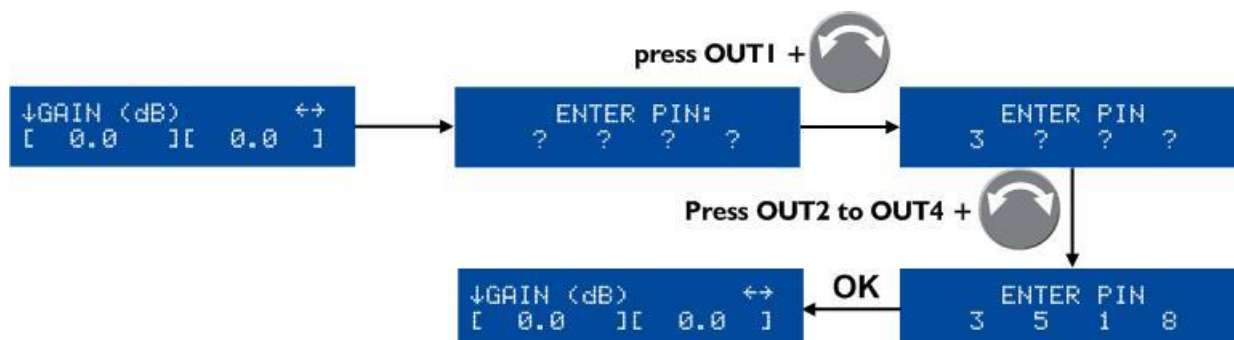 press OUT1 +
↓GAIN (dB) ↔
[ 0.0 ][ 0.0 ]
ENTER PIN:
? ? ? ?
ENTER PIN
3 ? ? ?
Press OUT2 to OUT4 +
↓GAIN (dB) ↔
[ 0.0 ][ 0.0 ]
OK
ENTER PIN
3 5 1 8